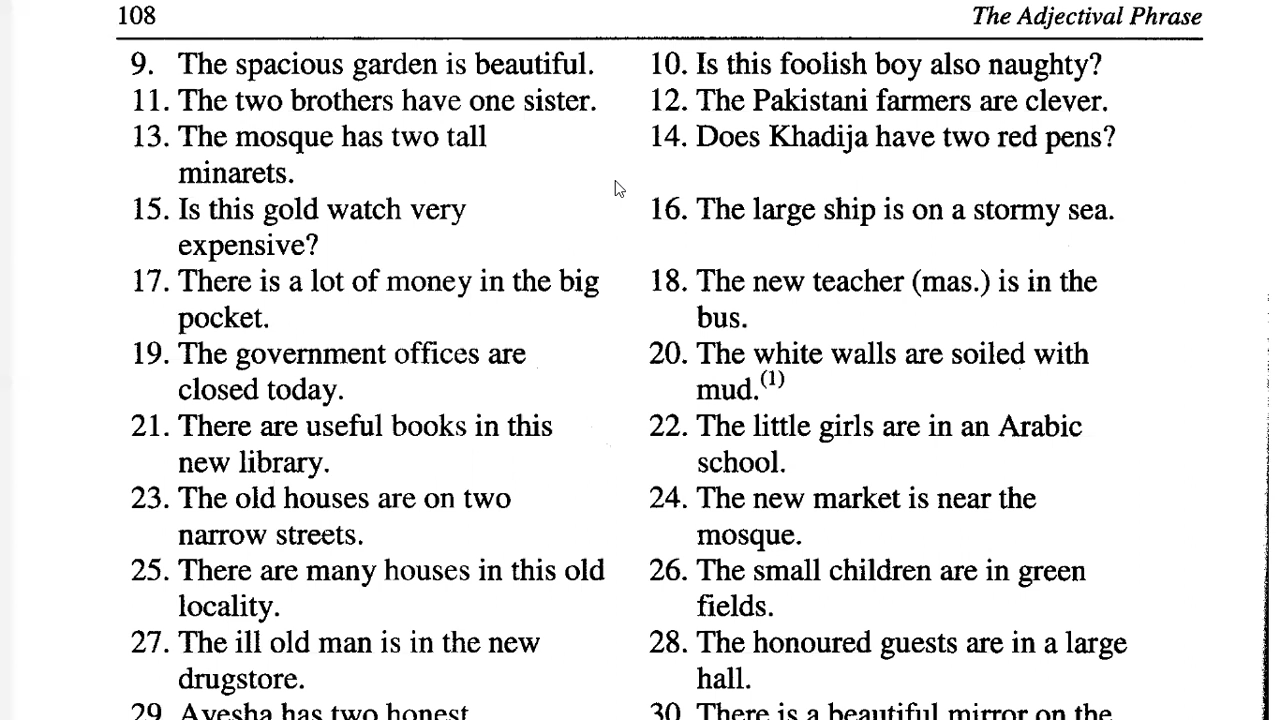 108 The Adjectival Phrase
9. The spacious garden is beautiful. 10. Is this foolish boy also naughty?
11. The two brothers have one sister. 12. The Pakistani farmers are clever.
13. The mosque has two tall 14. Does Khadija have two red pens?
minarets.
15. Is this gold watch very 16. The large ship is on a stormy sea.
expensive?
17. There is a lot of money in the big 18. The new teacher (mas.) is in the
pocket. bus.
19. The government offices are 20. The white walls are soiled with
closed today. mud.(1)
21. There are useful books in this 22. The little girls are in an Arabic
new library. school.
23. The old houses are on two 24. The new market is near the
narrow streets. mosque.
25. There are many houses in this old 26. The small children are in green
locality. fields.
27. The ill old man is in the new 28. The honoured guests are in a large
drugstore. hall.
29. Ayesha has two honest 30. There is a beautiful mirror on the